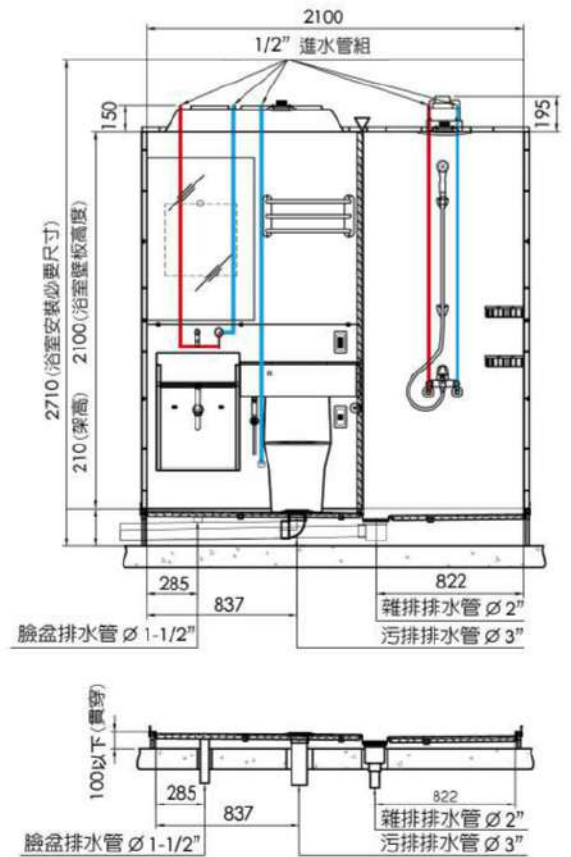 2100
1/2” 進水管組
150
195
2710(浴室安裝必要尺寸)
2100(浴室壁板高度)
210(架高)
285
822
837
雜排排水管 Ø 2”
臉盆排水管 Ø 1-1/2”
污排排水管 Ø 3”
100以下(貫穿)
285
822
837
雜排排水管 Ø 2”
臉盆排水管 Ø 1-1/2”
污排排水管 Ø 3”